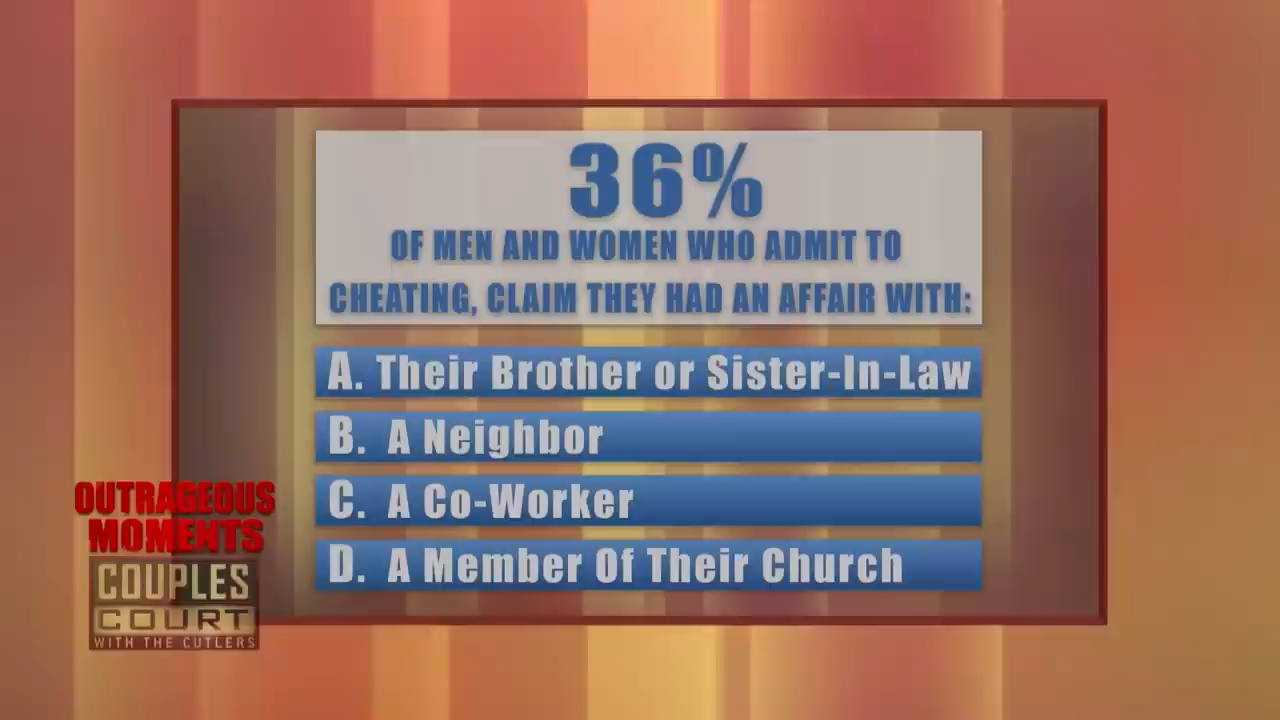 36%
OF MEN AND WOMEN WHO ADMIT TO
CHEATING, CLAIM THEY HAD AN AFFAIR WITH:
A. Their Brother or Sister-In-Law
B. A Neighbor
C. A Co-Worker
D. A Member Of Their Church
OUTRAGEOUS
MOMENTS
COUPLES
COURT
WITH THE CUTLERS